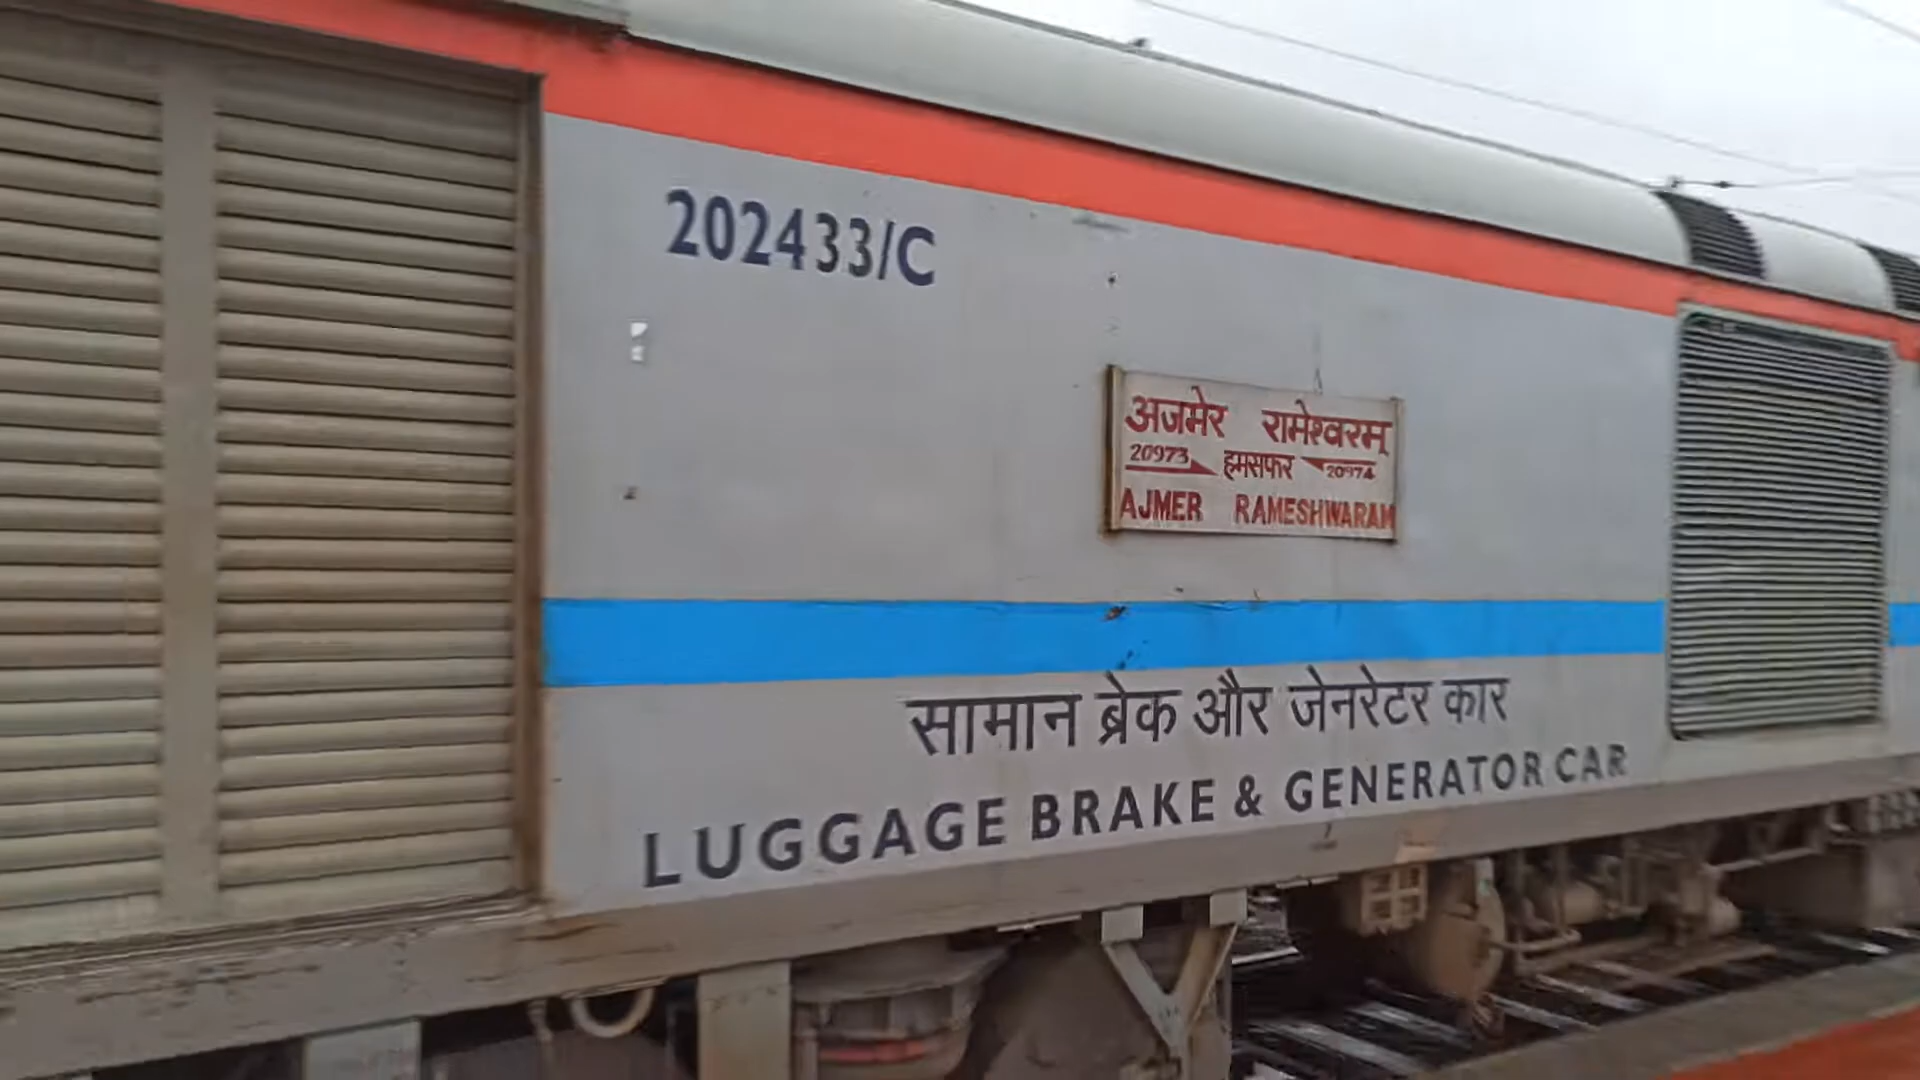 202433/C
अजमेर रामेश्वरम्
20973 हमसफर 20974
AJMER RAMESHWARAM
सामान ब्रेक और जेनरेटर कार
LUGGAGE BRAKE & GENERATOR CAR